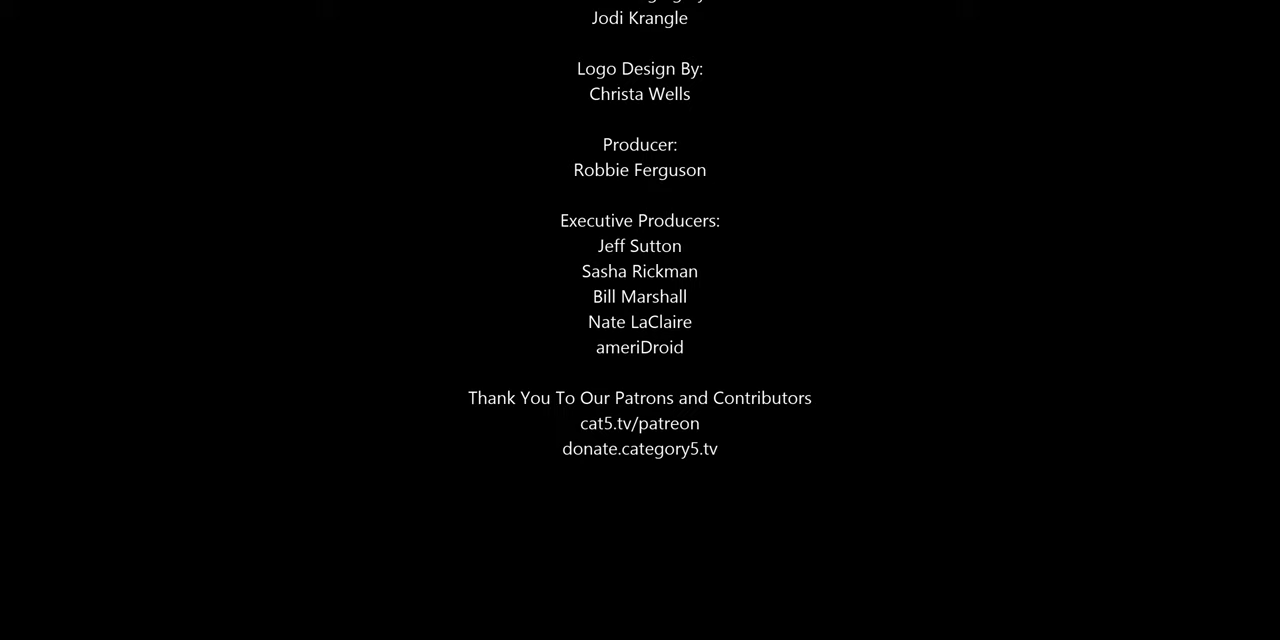 Jodi Krangle
Logo Design By:
Christa Wells
Producer:
Robbie Ferguson
Executive Producers:
Jeff Sutton
Sasha Rickman
Bill Marshall
Nate LaClaire
ameriDroid
Thank You To Our Patrons and Contributors
cat5.tv/patreon
donate.category5.tv